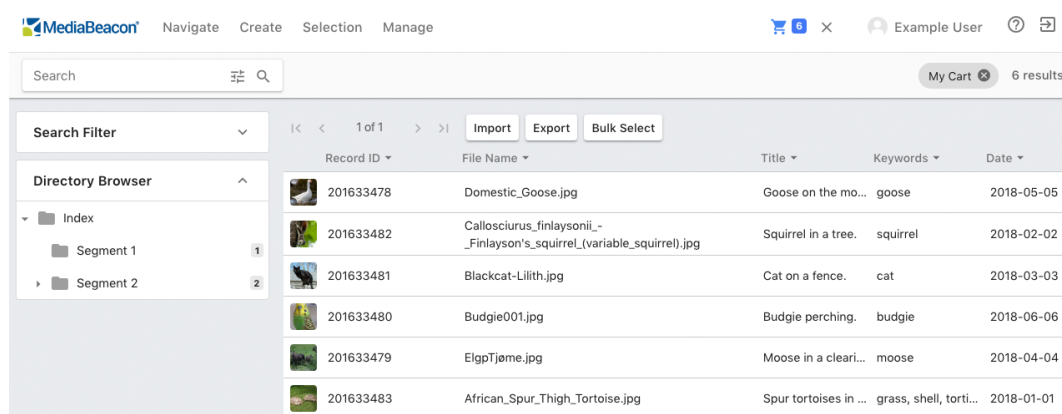 MediaBeacon® Navigate Create Selection Manage 6 Example User
Search My Cart 6 results
Search Filter
1 of 1 Import Export Bulk Select
Record ID File Name Title Keywords Date
Directory Browser
Index
Segment 1 1
Segment 2 2
201633478 Domestic_Goose.jpg Goose on the mo... goose 2018-05-05
201633482 Callosciurus_finlaysonii_-
_Finlayson's_squirrel_(variable_squirrel).jpg Squirrel in a tree. squirrel 2018-02-02
201633481 Blackcat-Lilith.jpg Cat on a fence. cat 2018-03-03
201633480 Budgie001.jpg Budgie perching. budgie 2018-06-06
201633479 ElgpTjøme.jpg Moose in a cleari... moose 2018-04-04
201633483 African_Spur_Thigh_Tortoise.jpg Spur tortoises in ... grass, shell, torti... 2018-01-01